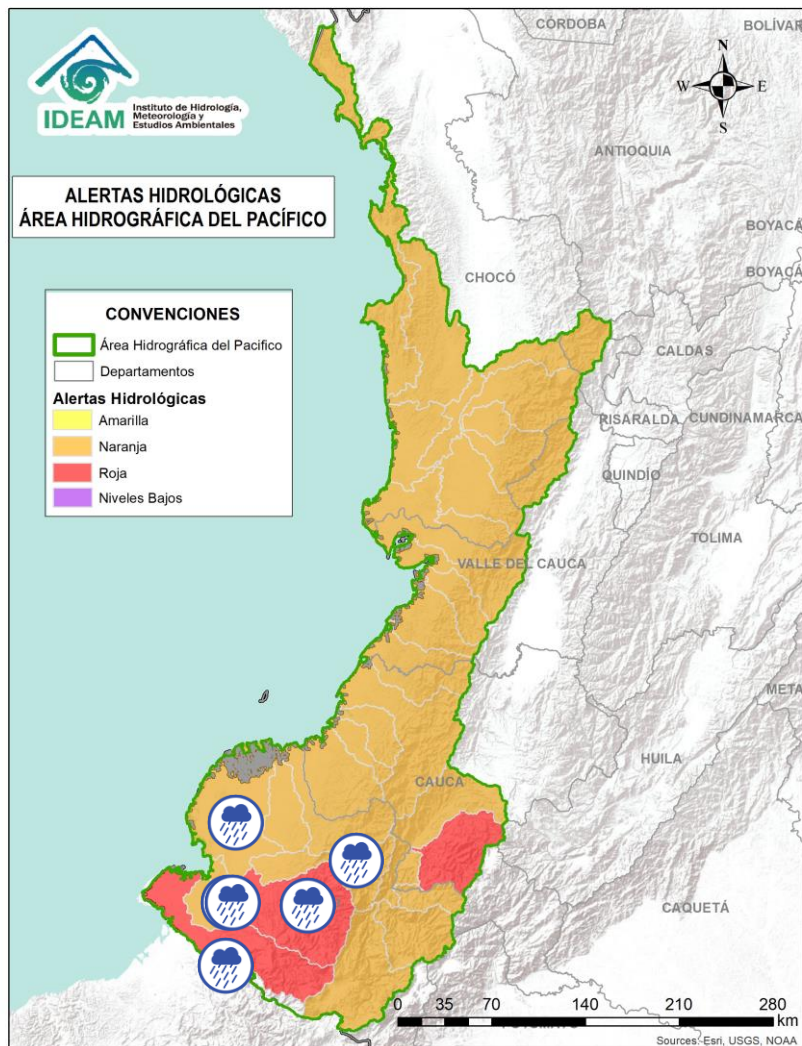 IDEAM
Instituto de Hidrología,
Meteorología y
Estudios Ambientales
ALERTAS HIDROLÓGICAS
ÁREA HIDROGRÁFICA DEL PACÍFICO
CONVENCIONES
Área Hidrográfica del Pacifico
Departamentos
Alertas Hidrológicas
Amarilla
Naranja
Roja
Niveles Bajos
CÓRDOBA
BOLÍVAR
N
W
E
S
ANTIOQUIA
BOYACÁ
CHOCÓ
BOYACÁ
CALDAS
RISARALDA
CUNDINAMARCA
QUINDÍO
TOLIMA
VALLE DEL CAUCA
META
HUILA
CAUCA
CAQUETÁ
0 35 70 140 210 280
km
Sources: Esri, USGS, NOAA